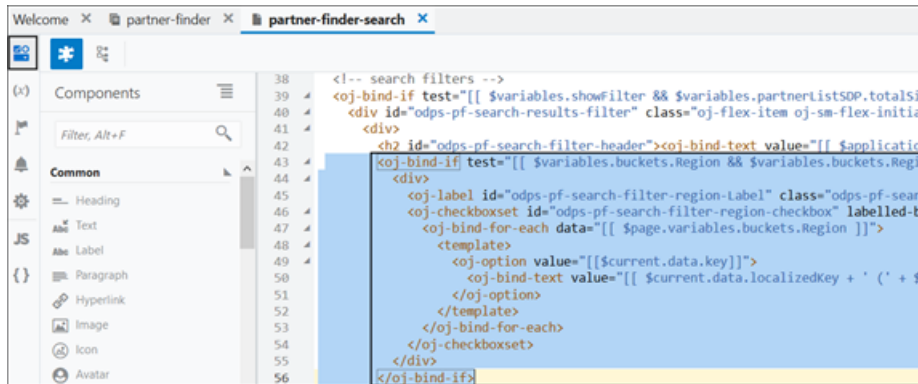 Welcome × partner-finder × partner-finder-search ×
(x) Components
Filter, Alt+F
Common
Heading
Abc Text
Abc Label
Paragraph
Hyperlink
Image
Icon
Avatar
JS
{ }
38 <!-- search filters -->
39 <oj-bind-if test="[[ $variables.showFilter && $variables.partnerListSDP.totalSi
40 <div id="odps-pf-search-results-filter" class="oj-flex-item oj-sm-flex-initia
41 <div>
42 <h2 id="odps-pf-search-filter-header"><oj-bind-text value="[[ $applicatio
43 <oj-bind-if test="[[ $variables.buckets.Region && $variables.buckets.Regi
44 <div>
45 <oj-label id="odps-pf-search-filter-region-Label" class="odps-pf-sear
46 <oj-checkboxset id="odps-pf-search-filter-region-checkbox" labelled-b
47 <oj-bind-for-each data="[[ $page.variables.buckets.Region ]]">
48 <template>
49 <oj-option value="[[$current.data.key]]">
50 <oj-bind-text value="[[ $current.data.localizedKey + ' (' + $
51 </oj-option>
52 </template>
53 </oj-bind-for-each>
54 </oj-checkboxset>
55 </div>
56 </oj-bind-if>